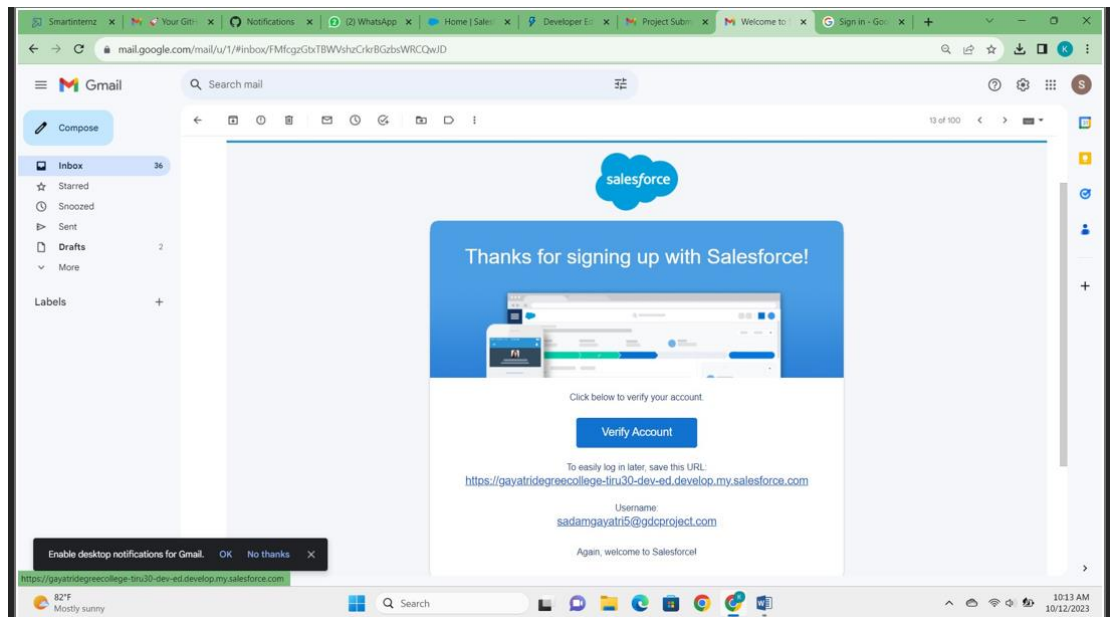 Smartinternz
Your GitH
Notifications
(2) WhatsApp
Home | Sales
Developer Ed
Project Subm
Welcome to
Sign in - Goo
mail.google.com/mail/u/1/#inbox/FMfcgzGtxTBWVshzCrkrBGzbsWRCQwJD
K
Gmail
Search mail
S
Compose
13 of 100
Inbox 36
Starred
Snoozed
Sent
Drafts 2
More
Labels
salesforce
Thanks for signing up with Salesforce!
Click below to verify your account.
Verify Account
To easily log in later, save this URL:
https://gayatridegreecollege-tiru30-dev-ed.develop.my.salesforce.com
Username:
sadamgayatri5@gdcproject.com
Again, welcome to Salesforce!
Enable desktop notifications for Gmail. OK No thanks
https://gayatridegreecollege-tiru30-dev-ed.develop.my.salesforce.com
82°F
Mostly sunny
Search
10:13 AM
10/12/2023